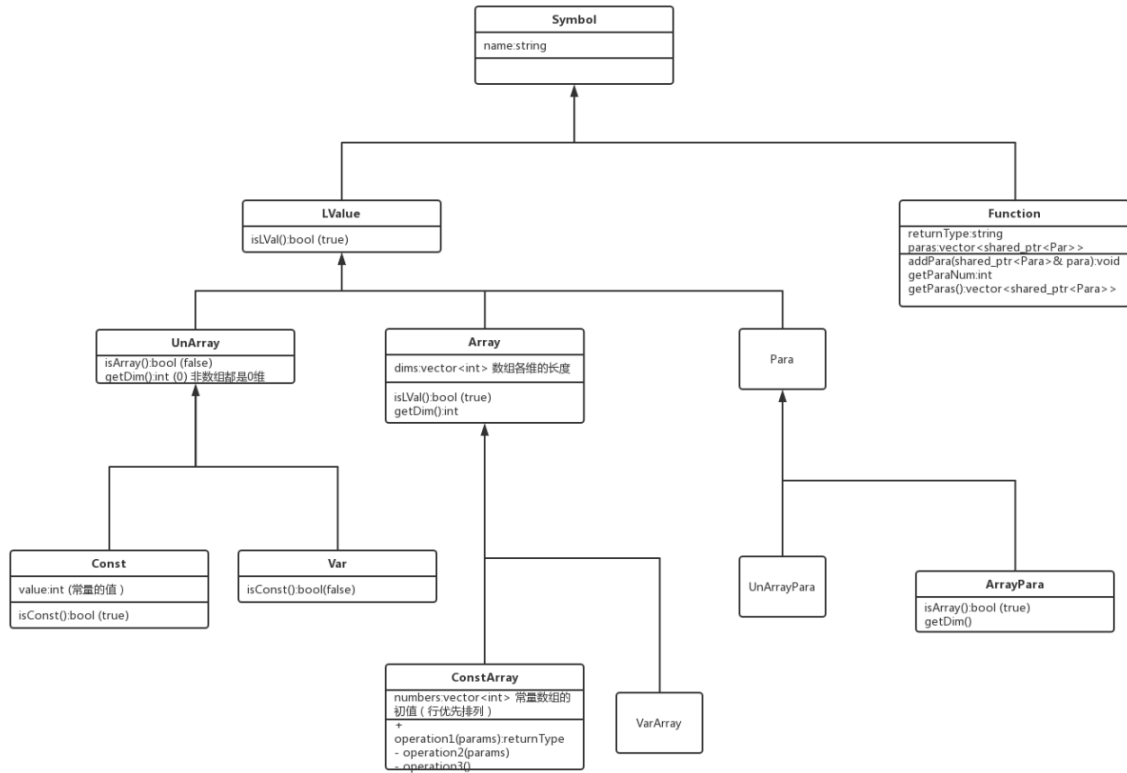 Symbol
name:string
LValue
isLVal():bool (true)
Function
returnType:string
paras:vector<shared_ptr<Par>>
addPara(shared_ptr<Para>& para):void
getParaNum:int
getParas():vector<shared_ptr<Para>>
UnArray
isArray():bool (false)
getDim():int (0) 非数组都是0维
Array
dims:vector<int> 数组各维的长度
isLVal():bool (true)
getDim():int
Para
Const
value:int (常量的值)
isConst():bool (true)
Var
isConst():bool(false)
UnArrayPara
ArrayPara
isArray():bool (true)
getDim()
ConstArray
numbers:vector<int> 常量数组的
初值(行优先排列)
+
operation1(params):returnType
- operation2(params)
- operation3()
VarArray